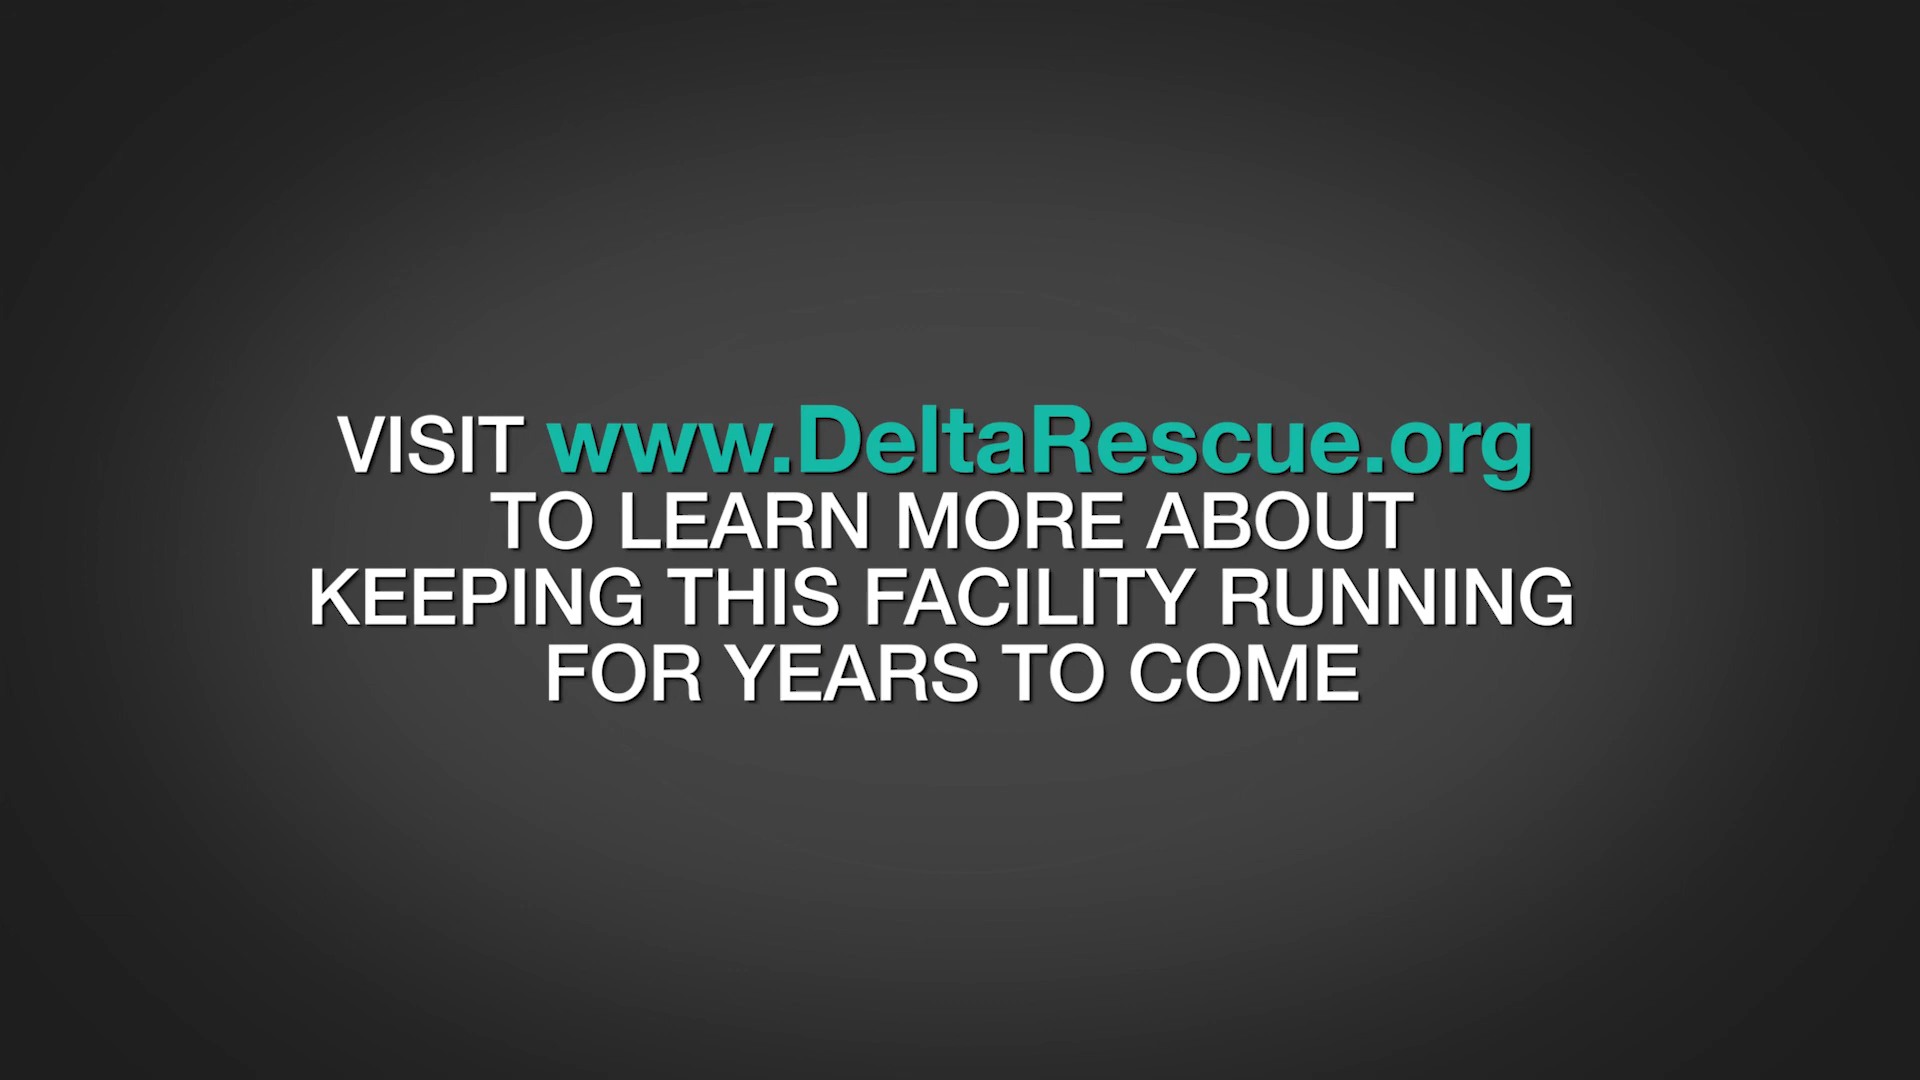 VISIT www.DeltaRescue.org
TO LEARN MORE ABOUT
KEEPING THIS FACILITY RUNNING
FOR YEARS TO COME